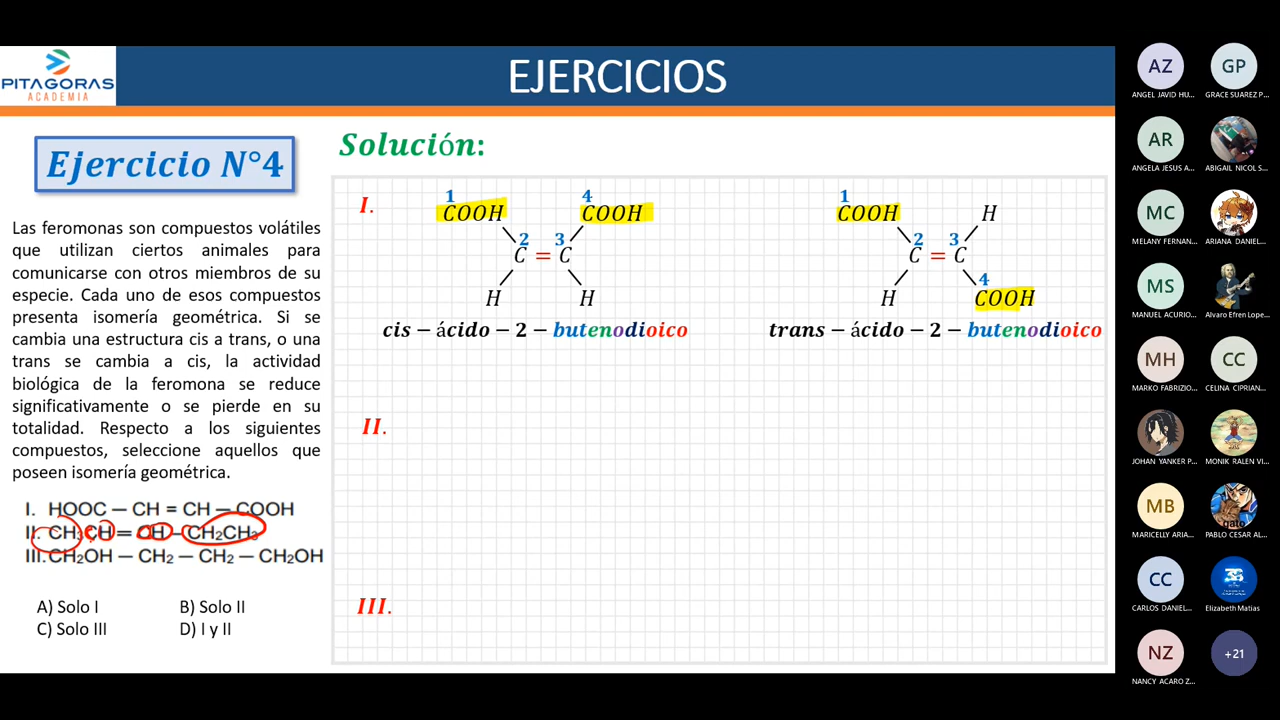 PITAGORAS
ACADEMIA
EJERCICIOS
Ejercicio N°4
Las feromonas son compuestos volátiles
que utilizan ciertos animales para
comunicarse con otros miembros de su
especie. Cada uno de esos compuestos
presenta isomería geométrica. Si se
cambia una estructura cis a trans, o una
trans se cambia a cis, la actividad
biológica de la feromona se reduce
significativamente o se pierde en su
totalidad. Respecto a los siguientes
compuestos, seleccione aquellos que
poseen isomería geométrica.
I. HOOC — CH = CH — COOH
II. CH₃CH = CH – CH₂CH₃
III. CH₂OH — CH₂ — CH₂ — CH₂OH
A) Solo I B) Solo II
C) Solo III D) I y II
Solución:
I.
1 4
COOH COOH
2 3
C = C
H H
cis − ácido − 2 − butenodioico
1
COOH H
2 3
C = C
4
H COOH
trans − ácido − 2 − butenodioico
II.
III.
AZ GP
ANGEL JAVID HU... GRACE SUAREZ P...
AR
ANGELA JESUS A... ABIGAIL NICOL S...
MC
MELANY FERNAN... ARIANA DANIEL...
MS
MANUEL ACURIO... Alvaro Efren Lope...
MH CC
MARKO FABRIZIO... CELINA CIPRIAN...
JOHAN YANKER P... MONIK RALEN VI...
MB gato
MARICELLY ARIA... PABLO CESAR AL...
CC
CARLOS DANIEL... Elizabeth Matias
NZ +21
NANCY ACARO Z...